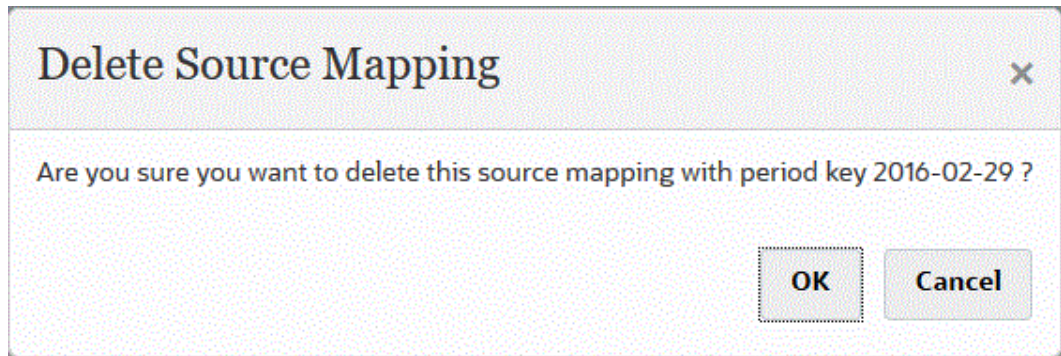 Delete Source Mapping
Are you sure you want to delete this source mapping with period key 2016-02-29 ?
OK Cancel